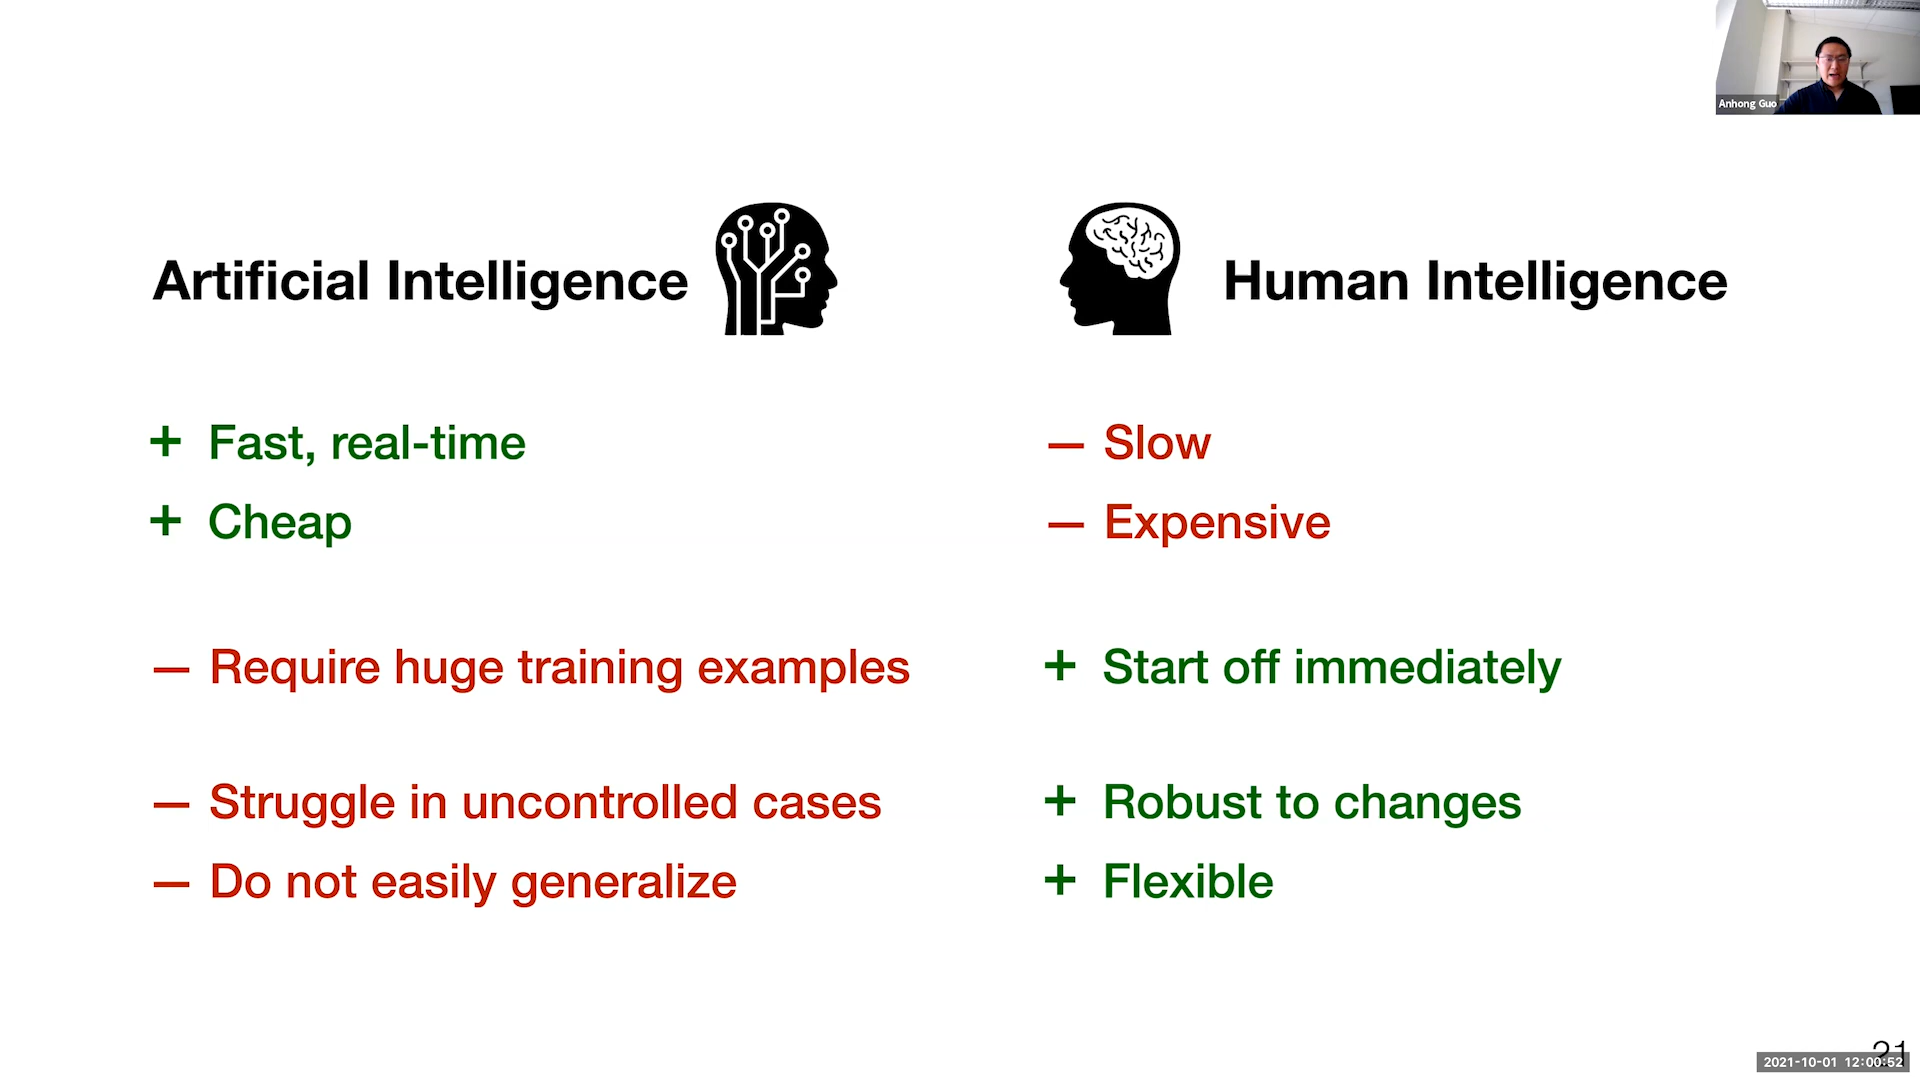 Anhong Guo
Artificial Intelligence
Human Intelligence
+ Fast, real-time
+ Cheap
— Require huge training examples
— Struggle in uncontrolled cases
— Do not easily generalize
— Slow
— Expensive
+ Start off immediately
+ Robust to changes
+ Flexible
21
2021-10-01 12:00:52